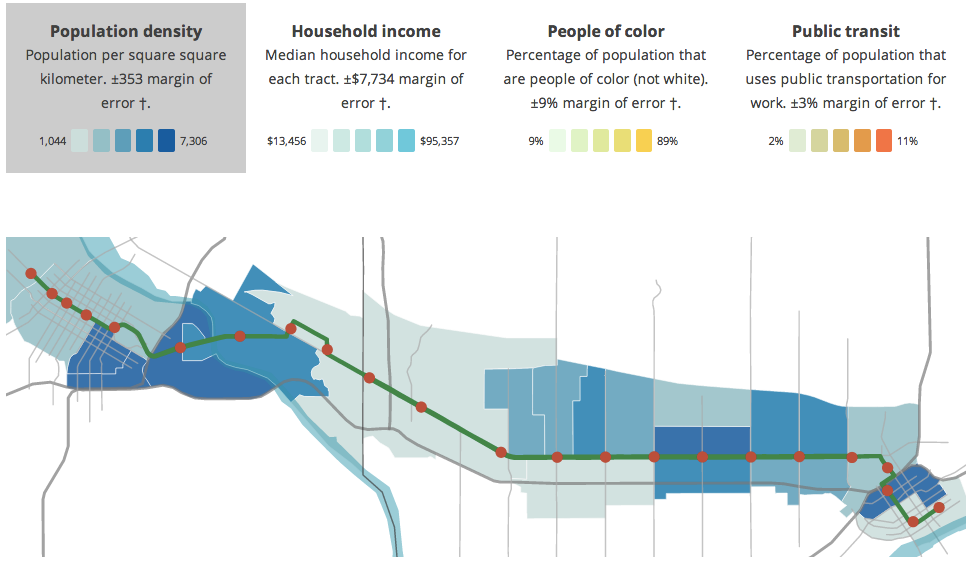 Population density
Population per square square
kilometer. ±353 margin of
error †.
1,044 7,306
Household income
Median household income for
each tract. ±$7,734 margin of
error †.
$13,456 $95,357
People of color
Percentage of population that
are people of color (not white).
±9% margin of error †.
9% 89%
Public transit
Percentage of population that
uses public transportation for
work. ±3% margin of error †.
2% 11%